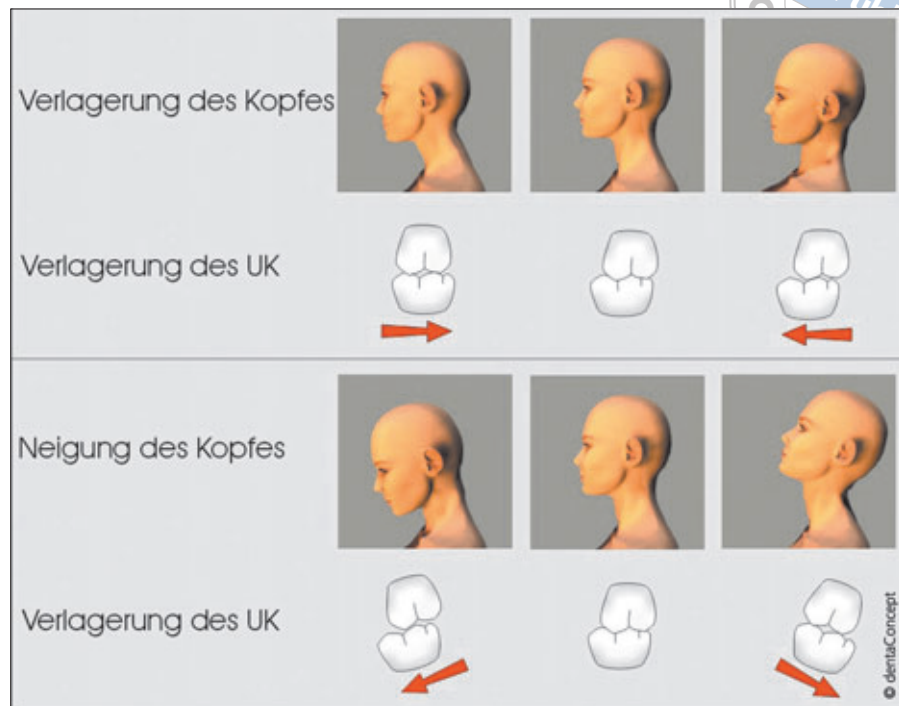 Verlagerung des Kopfes
Verlagerung des UK
Neigung des Kopfes
Verlagerung des UK
© dentaConcept